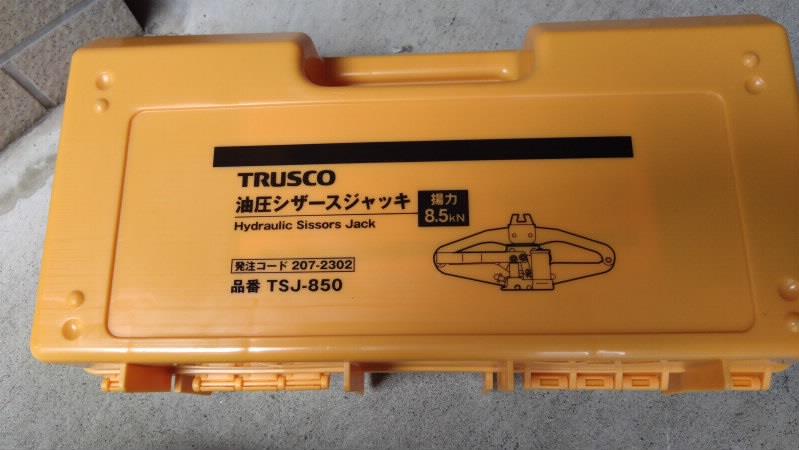 TRUSCO
油圧シザースジャッキ 揚力 8.5kN
Hydraulic Sissors Jack
発注コード 207-2302
品番 TSJ-850